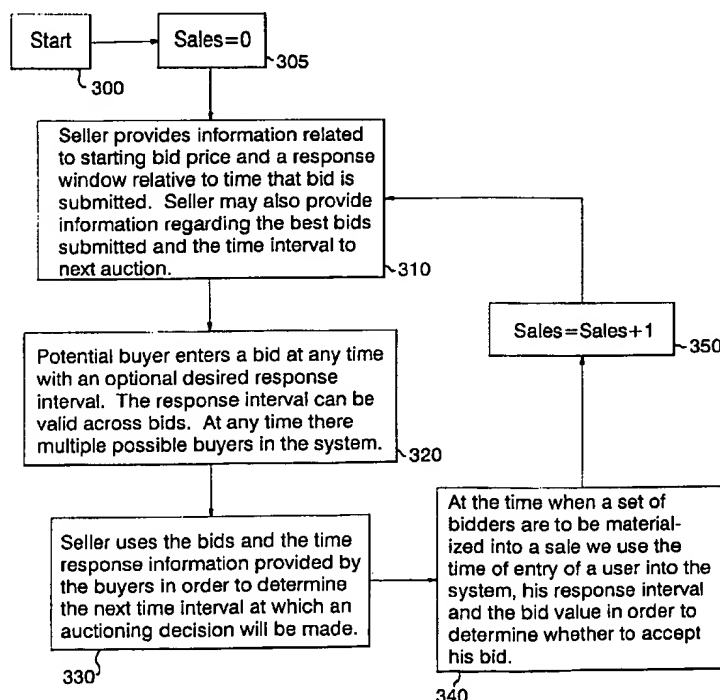 Start
300
Sales=0
305
Seller provides information related
to starting bid price and a response
window relative to time that bid is
submitted. Seller may also provide
information regarding the best bids
submitted and the time interval to
next auction.
310
Potential buyer enters a bid at any time
with an optional desired response
interval. The response interval can be
valid across bids. At any time there
multiple possible buyers in the system.
320
Seller uses the bids and the time
response information provided by
the buyers in order to determine
the next time interval at which an
auctioning decision will be made.
330
At the time when a set of
bidders are to be material-
ized into a sale we use the
time of entry of a user into the
system, his response interval
and the bid value in order to
determine whether to accept
his bid.
340
Sales=Sales+1
350